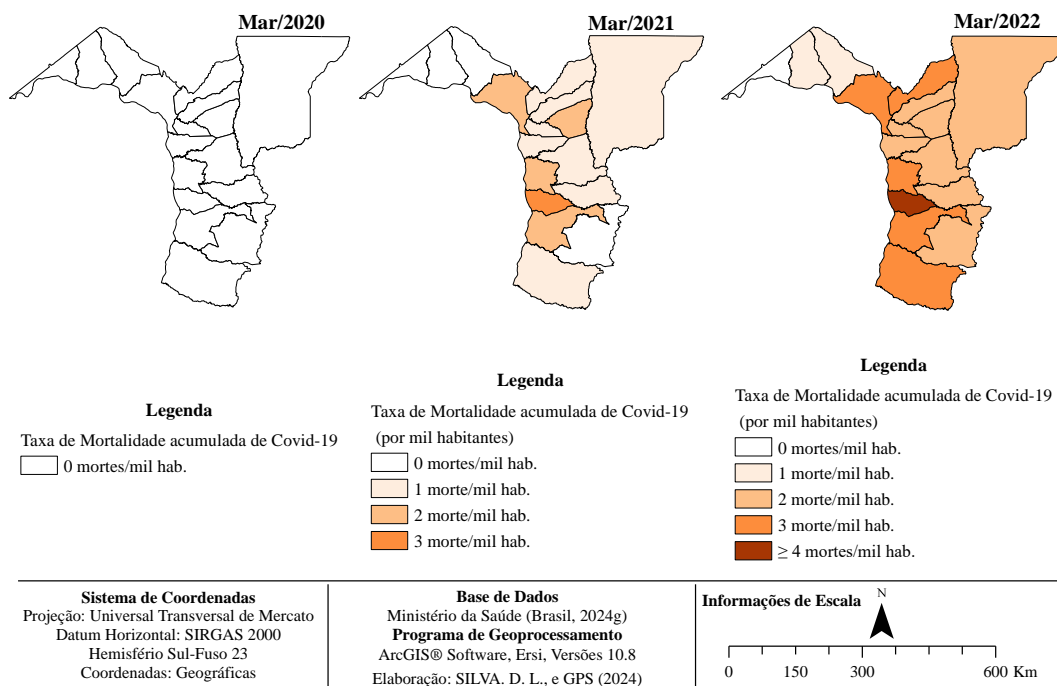 Mar/2020
Mar/2021
Mar/2022
Legenda
Taxa de Mortalidade acumulada de Covid-19
0 mortes/mil hab.
Legenda
Taxa de Mortalidade acumulada de Covid-19
(por mil habitantes)
0 mortes/mil hab.
1 morte/mil hab.
2 morte/mil hab.
3 morte/mil hab.
Legenda
Taxa de Mortalidade acumulada de Covid-19
(por mil habitantes)
0 mortes/mil hab.
1 morte/mil hab.
2 morte/mil hab.
3 morte/mil hab.
≥ 4 mortes/mil hab.
Sistema de Coordenadas
Projeção: Universal Transversal de Mercato
Datum Horizontal: SIRGAS 2000
Hemisfério Sul-Fuso 23
Coordenadas: Geográficas
Base de Dados
Ministério da Saúde (Brasil, 2024g)
Programa de Geoprocessamento
ArcGIS® Software, Ersi, Versões 10.8
Elaboração: SILVA. D. L., e GPS (2024)
Informações de Escala
N
0 150 300 600 Km